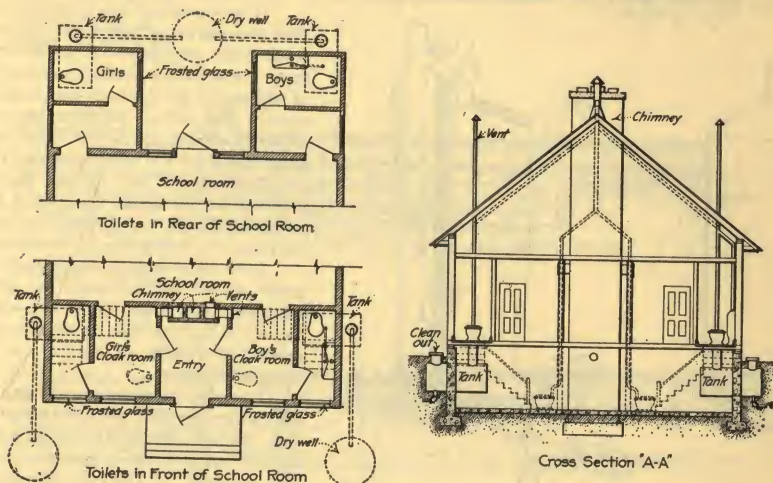 Tank
Dry well
Tank
Girls
Frosted glass
Boys
School room
Toilets in Rear of School Room
School room
Chimney
Vents
Tank
Tank
Girl's
Cloak room
Entry
Boy's
Cloak room
Frosted glass
Frosted glass
Dry well
Toilets in Front of School Room
Vent
Chimney
Clean
out
Tank
Tank
Cross Section "A-A"